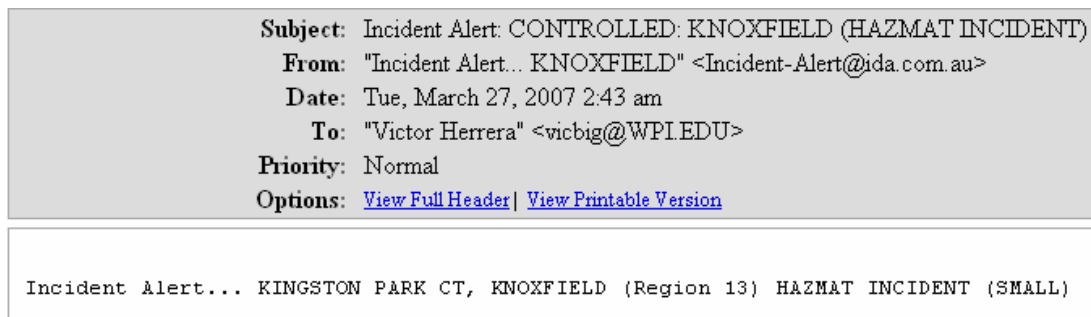 Subject: Incident Alert: CONTROLLED: KNOXFIELD (HAZMAT INCIDENT)
From: "Incident Alert... KNOXFIELD" <Incident-Alert@ida.com.au>
Date: Tue, March 27, 2007 2:43 am
To: "Victor Herrera" <vicbig@WPI.EDU>
Priority: Normal
Options: View Full Header | View Printable Version
Incident Alert... KINGSTON PARK CT, KNOXFIELD (Region 13) HAZMAT INCIDENT (SMALL)